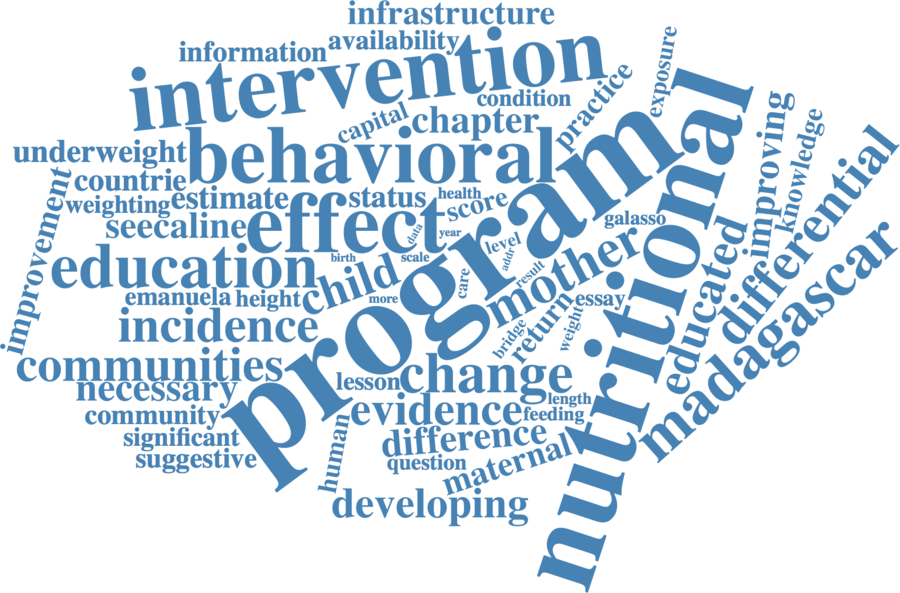 infrastructure
information
availability
intervention
exposure
condition
practice
capital
chapter
underweight
behavioral
improving
knowledge
countrie
weighting
estimate
status
health
score
seecaline
effect
data
year
galasso
program
nutritional
differential
improvement
education
birth
scale
level
addr
result
mother
child
care
more
emanuela
height
essay
educated
madagascar
incidence
return
weight
bridge
communities
necessary
lesson
change
length
community
evidence
feeding
significant
difference
human
suggestive
question
maternal
developing